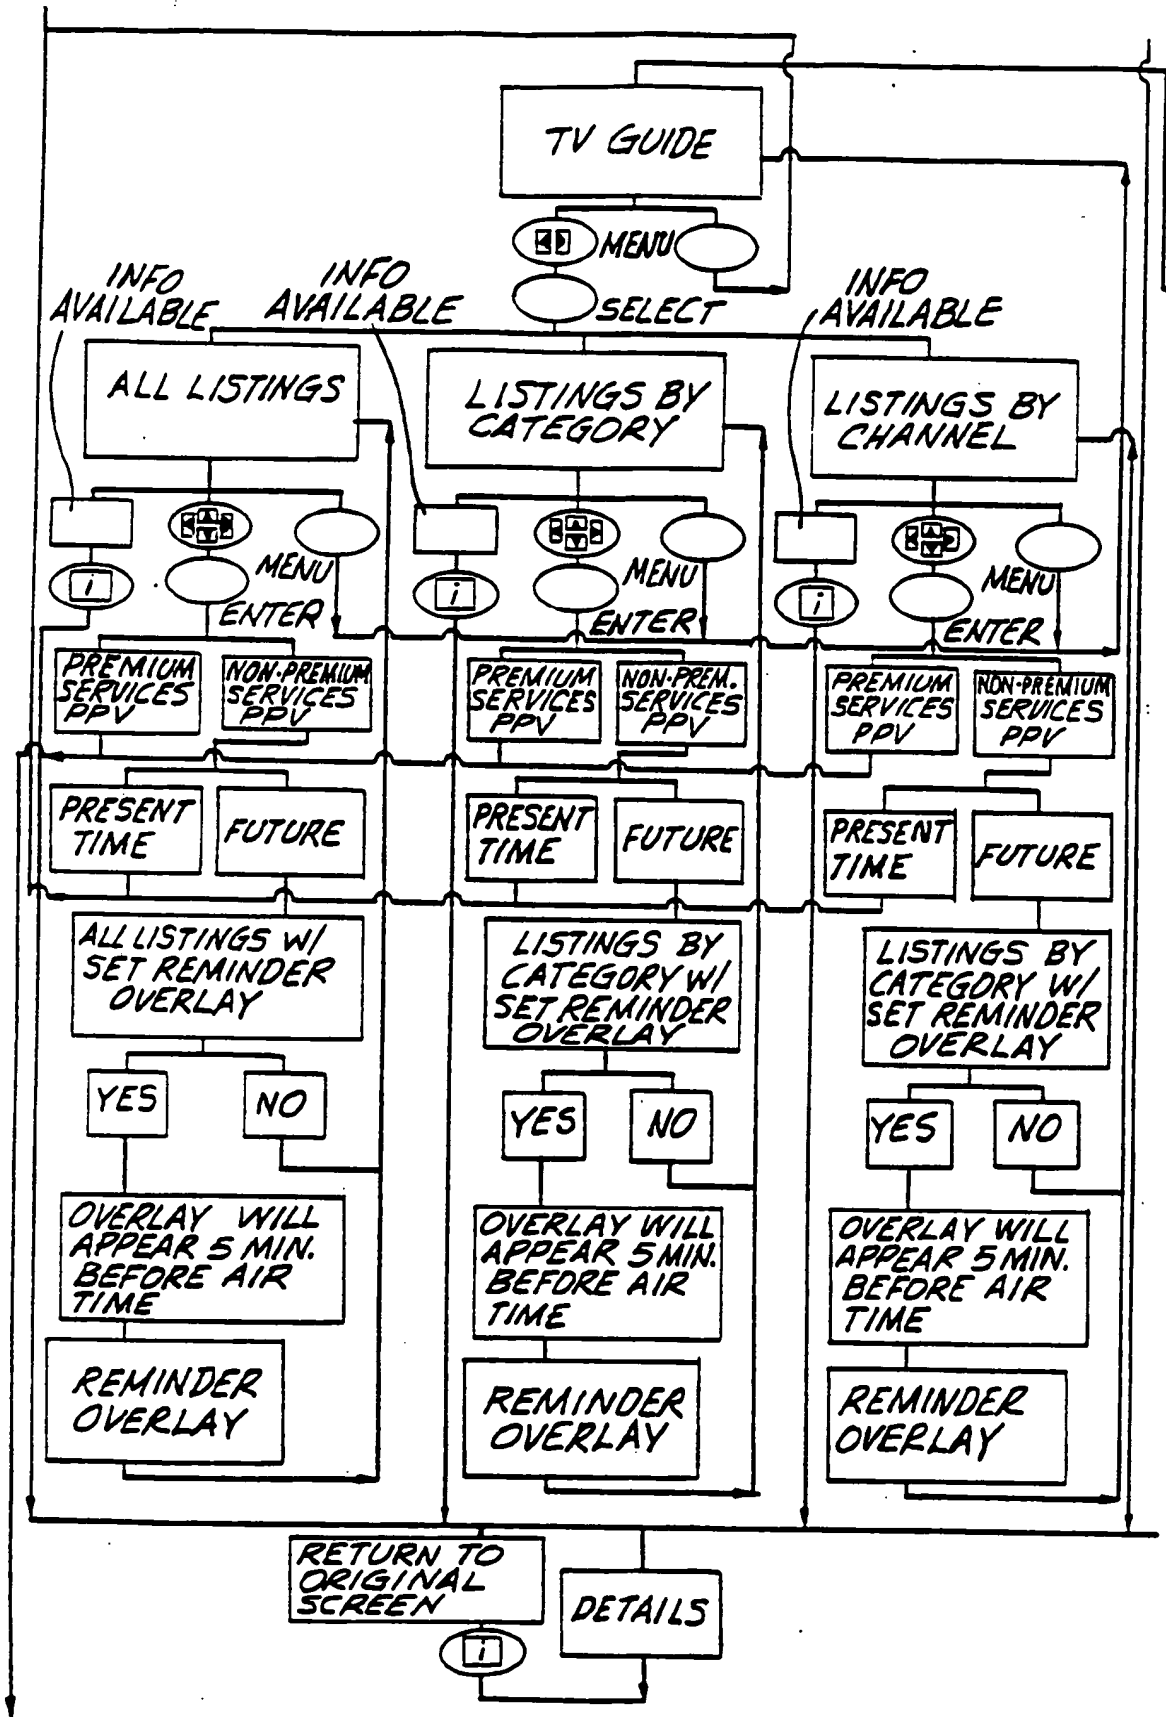 TV GUIDE
MENU
SELECT
INFO
AVAILABLE
INFO
AVAILABLE
INFO
AVAILABLE
ALL LISTINGS
LISTINGS BY
CATEGORY
LISTINGS BY
CHANNEL
i
MENU
ENTER
i
MENU
ENTER
i
MENU
ENTER
PREMIUM
SERVICES
PPV
NON-PREMIUM
SERVICES
PPV
PREMIUM
SERVICES
PPV
NON-PREM.
SERVICES
PPV
PREMIUM
SERVICES
PPV
NON-PREMIUM
SERVICES
PPV
PRESENT
TIME
FUTURE
PRESENT
TIME
FUTURE
PRESENT
TIME
FUTURE
ALL LISTINGS W/
SET REMINDER
OVERLAY
LISTINGS BY
CATEGORY W/
SET REMINDER
OVERLAY
LISTINGS BY
CATEGORY W/
SET REMINDER
OVERLAY
YES
NO
YES
NO
YES
NO
OVERLAY WILL
APPEAR 5 MIN.
BEFORE AIR
TIME
OVERLAY WILL
APPEAR 5 MIN.
BEFORE AIR
TIME
OVERLAY WILL
APPEAR 5 MIN.
BEFORE AIR
TIME
REMINDER
OVERLAY
REMINDER
OVERLAY
REMINDER
OVERLAY
RETURN TO
ORIGINAL
SCREEN
i
DETAILS